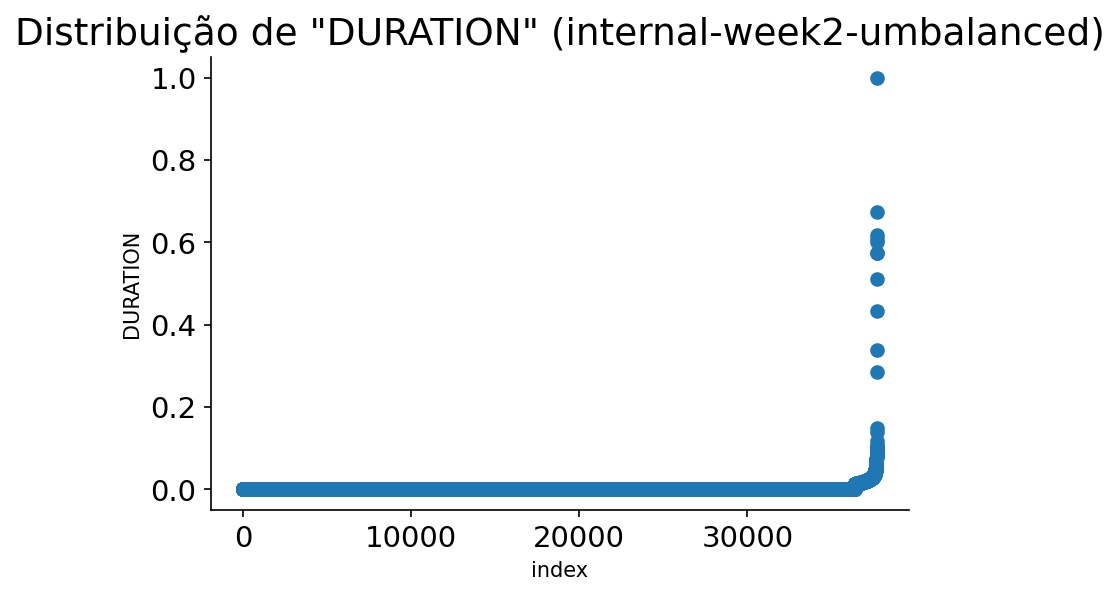 Distribuição de "DURATION" (internal-week2-umbalanced)
1.0
0.8
0.6
0.4
0.2
0.0
DURATION
0 10000 20000 30000
index